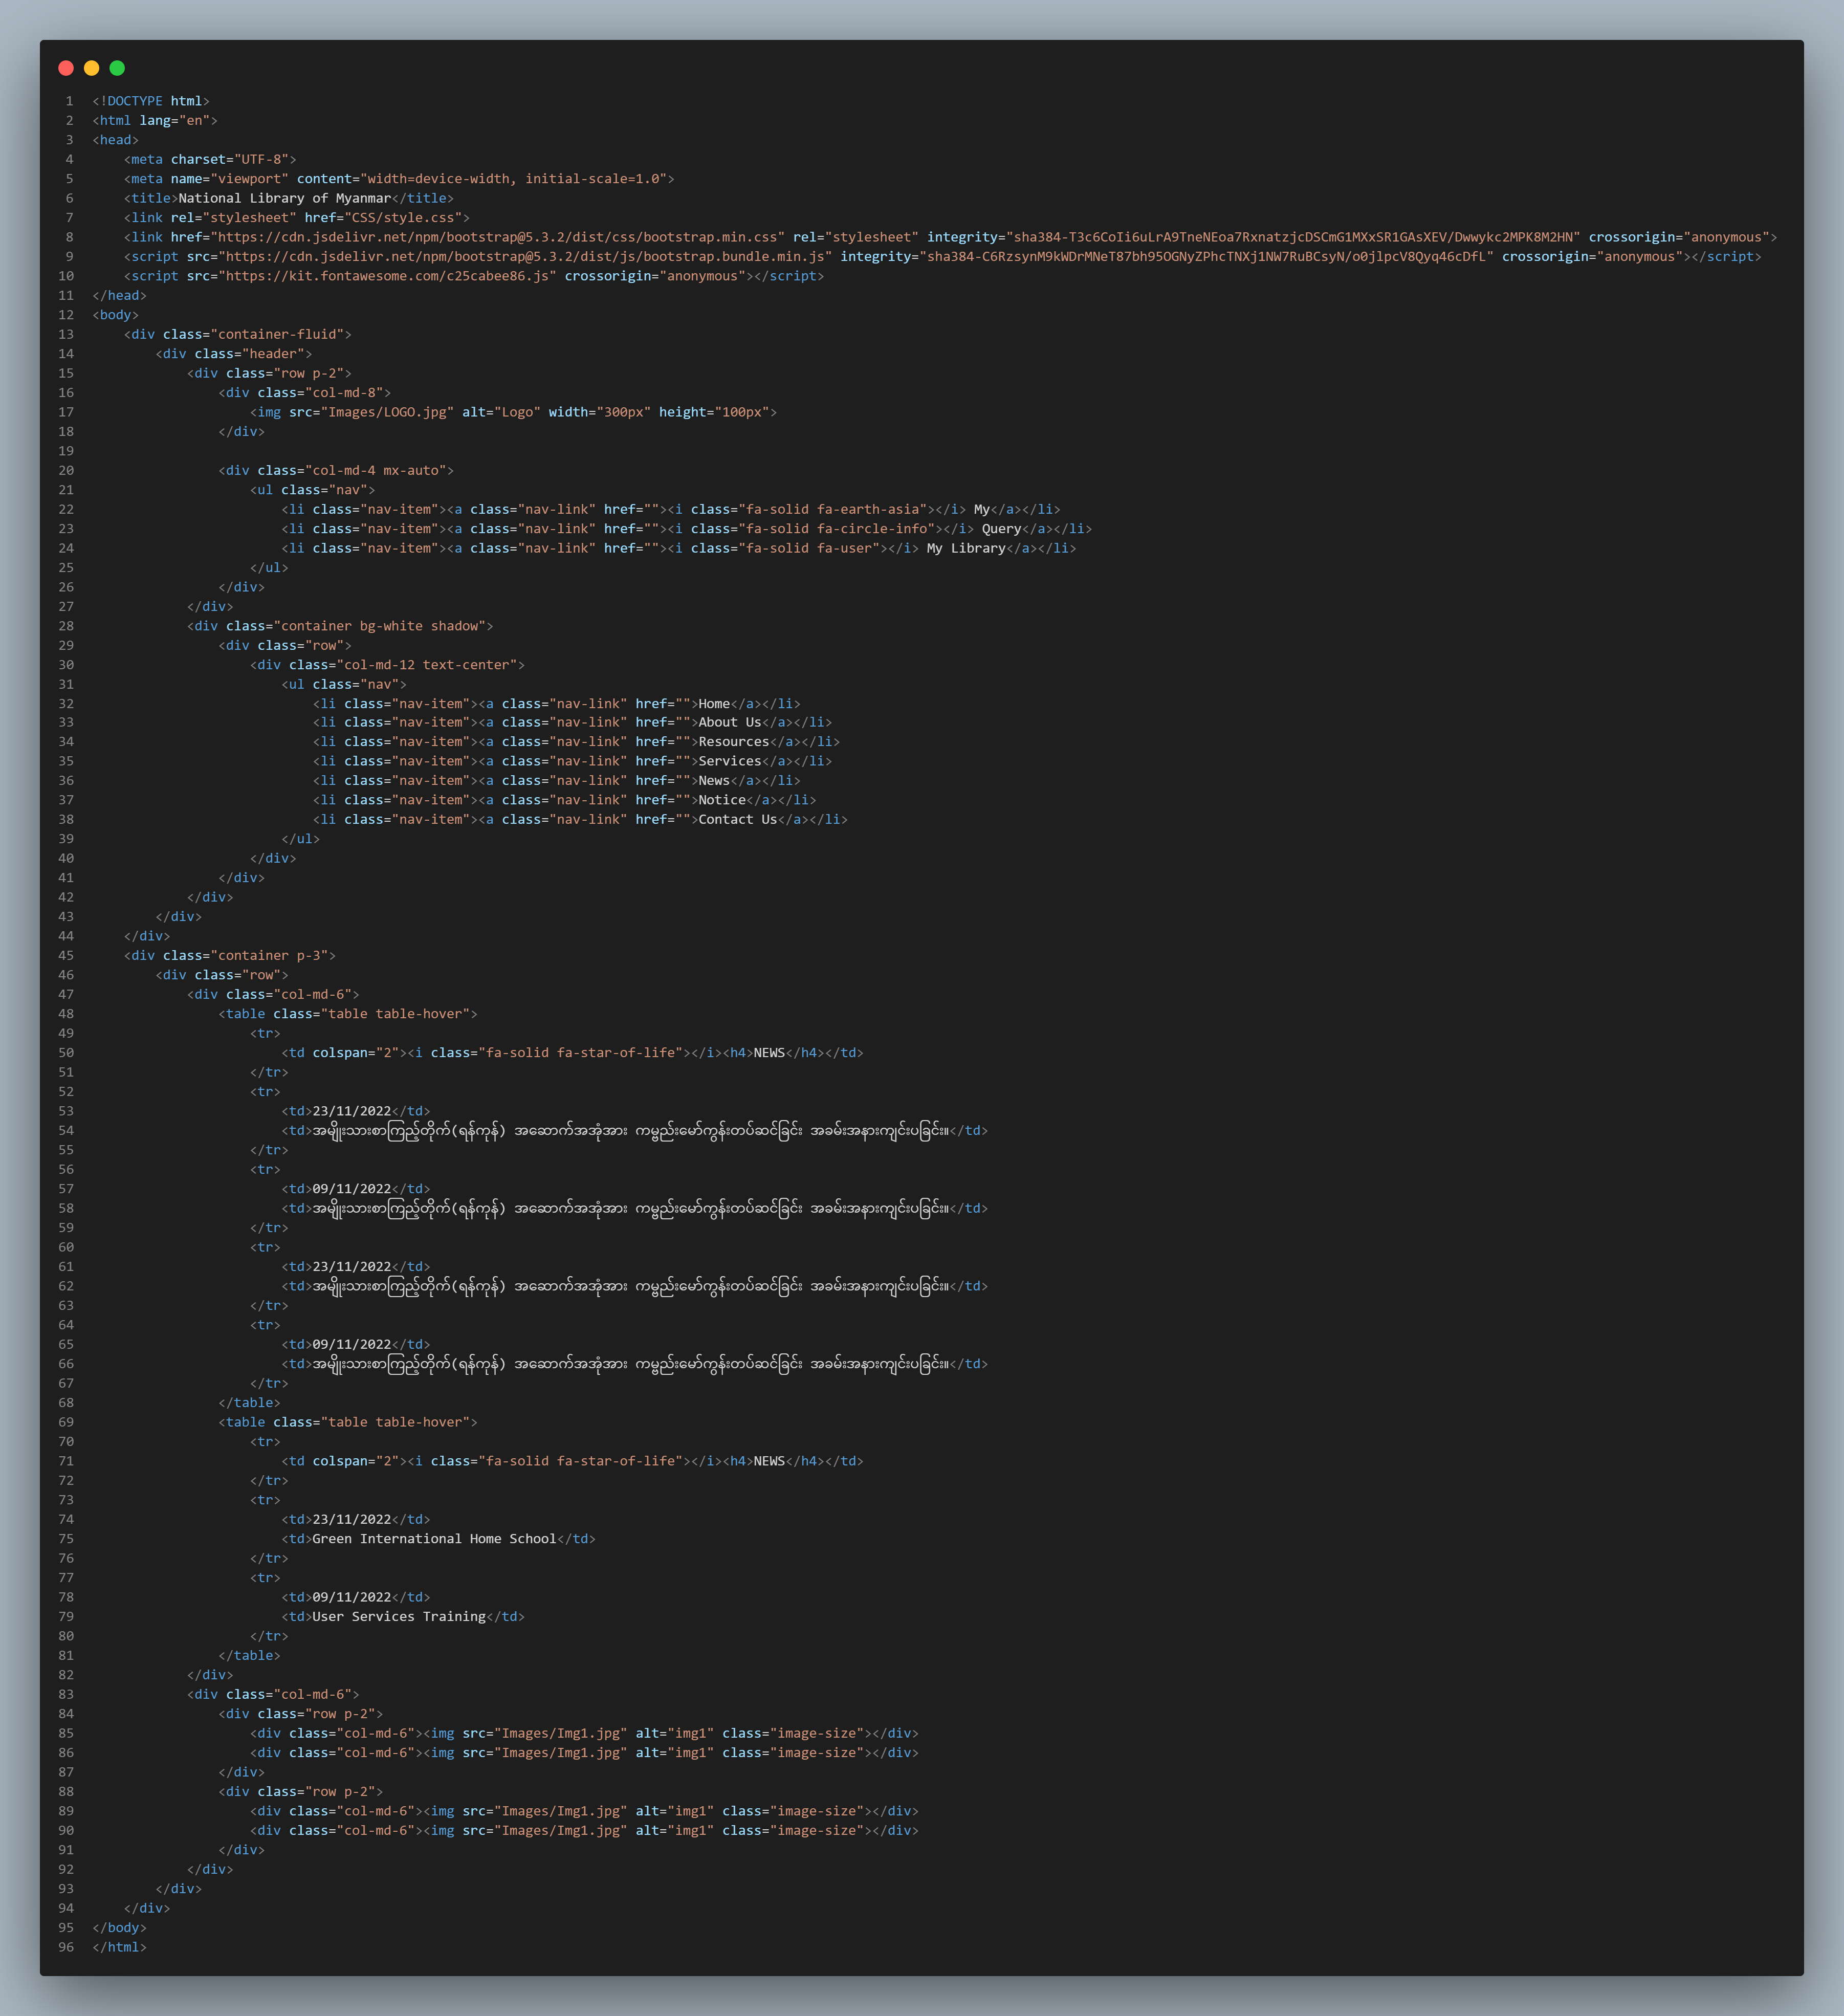 1 <!DOCTYPE html>
2 <html lang="en">
3 <head>
4     <meta charset="UTF-8">
5     <meta name="viewport" content="width=device-width, initial-scale=1.0">
6     <title>National Library of Myanmar</title>
7     <link rel="stylesheet" href="CSS/style.css">
8     <link href="https://cdn.jsdelivr.net/npm/bootstrap@5.3.2/dist/css/bootstrap.min.css" rel="stylesheet" integrity="sha384-T3c6CoIi6uLrA9TneNEoa7RxnatzjcDSCmG1MXxSR1GAsXEV/Dwwykc2MPK8M2HN" crossorigin="anonymous">
9     <script src="https://cdn.jsdelivr.net/npm/bootstrap@5.3.2/dist/js/bootstrap.bundle.min.js" integrity="sha384-C6RzsynM9kWDrMNeT87bh95OGNyZPhcTNXj1NW7RuBCsyN/o0jlpcV8Qyq46cDfL" crossorigin="anonymous"></script>
10     <script src="https://kit.fontawesome.com/c25cabee86.js" crossorigin="anonymous"></script>
11 </head>
12 <body>
13     <div class="container-fluid">
14         <div class="header">
15             <div class="row p-2">
16                 <div class="col-md-8">
17                     <img src="Images/LOGO.jpg" alt="Logo" width="300px" height="100px">
18                 </div>
19
20                 <div class="col-md-4 mx-auto">
21                     <ul class="nav">
22                         <li class="nav-item"><a class="nav-link" href=""><i class="fa-solid fa-earth-asia"></i> My</a></li>
23                         <li class="nav-item"><a class="nav-link" href=""><i class="fa-solid fa-circle-info"></i> Query</a></li>
24                         <li class="nav-item"><a class="nav-link" href=""><i class="fa-solid fa-user"></i> My Library</a></li>
25                     </ul>
26                 </div>
27             </div>
28             <div class="container bg-white shadow">
29                 <div class="row">
30                     <div class="col-md-12 text-center">
31                         <ul class="nav">
32                             <li class="nav-item"><a class="nav-link" href="">Home</a></li>
33                             <li class="nav-item"><a class="nav-link" href="">About Us</a></li>
34                             <li class="nav-item"><a class="nav-link" href="">Resources</a></li>
35                             <li class="nav-item"><a class="nav-link" href="">Services</a></li>
36                             <li class="nav-item"><a class="nav-link" href="">News</a></li>
37                             <li class="nav-item"><a class="nav-link" href="">Notice</a></li>
38                             <li class="nav-item"><a class="nav-link" href="">Contact Us</a></li>
39                         </ul>
40                     </div>
41                 </div>
42             </div>
43         </div>
44     </div>
45     <div class="container p-3">
46         <div class="row">
47             <div class="col-md-6">
48                 <table class="table table-hover">
49                     <tr>
50                         <td colspan="2"><i class="fa-solid fa-star-of-life"></i><h4>NEWS</h4></td>
51                     </tr>
52                     <tr>
53                         <td>23/11/2022</td>
54                         <td>အမျိုးသားစာကြည့်တိုက်(ရန်ကုန်) အဆောက်အအုံအား ကမ္ဗည်းမော်ကွန်းတပ်ဆင်ခြင်း အခမ်းအနားကျင်းပခြင်း။</td>
55                     </tr>
56                     <tr>
57                         <td>09/11/2022</td>
58                         <td>အမျိုးသားစာကြည့်တိုက်(ရန်ကုန်) အဆောက်အအုံအား ကမ္ဗည်းမော်ကွန်းတပ်ဆင်ခြင်း အခမ်းအနားကျင်းပခြင်း။</td>
59                     </tr>
60                     <tr>
61                         <td>23/11/2022</td>
62                         <td>အမျိုးသားစာကြည့်တိုက်(ရန်ကုန်) အဆောက်အအုံအား ကမ္ဗည်းမော်ကွန်းတပ်ဆင်ခြင်း အခမ်းအနားကျင်းပခြင်း။</td>
63                     </tr>
64                     <tr>
65                         <td>09/11/2022</td>
66                         <td>အမျိုးသားစာကြည့်တိုက်(ရန်ကုန်) အဆောက်အအုံအား ကမ္ဗည်းမော်ကွန်းတပ်ဆင်ခြင်း အခမ်းအနားကျင်းပခြင်း။</td>
67                     </tr>
68                 </table>
69                 <table class="table table-hover">
70                     <tr>
71                         <td colspan="2"><i class="fa-solid fa-star-of-life"></i><h4>NEWS</h4></td>
72                     </tr>
73                     <tr>
74                         <td>23/11/2022</td>
75                         <td>Green International Home School</td>
76                     </tr>
77                     <tr>
78                         <td>09/11/2022</td>
79                         <td>User Services Training</td>
80                     </tr>
81                 </table>
82             </div>
83             <div class="col-md-6">
84                 <div class="row p-2">
85                     <div class="col-md-6"><img src="Images/Img1.jpg" alt="img1" class="image-size"></div>
86                     <div class="col-md-6"><img src="Images/Img1.jpg" alt="img1" class="image-size"></div>
87                 </div>
88                 <div class="row p-2">
89                     <div class="col-md-6"><img src="Images/Img1.jpg" alt="img1" class="image-size"></div>
90                     <div class="col-md-6"><img src="Images/Img1.jpg" alt="img1" class="image-size"></div>
91                 </div>
92             </div>
93         </div>
94     </div>
95 </body>
96 </html>